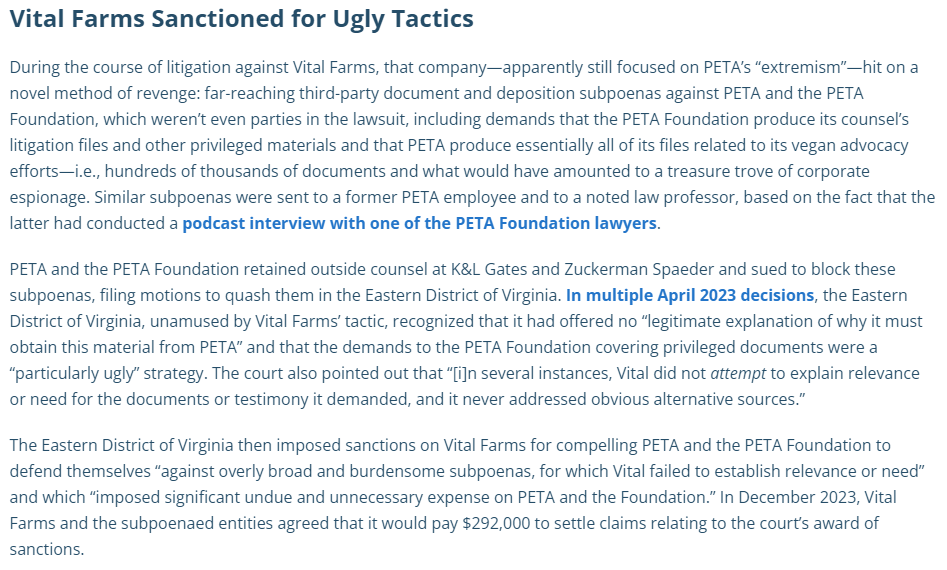 Vital Farms Sanctioned for Ugly Tactics
During the course of litigation against Vital Farms, that company—apparently still focused on PETA’s “extremism”—hit on a
novel method of revenge: far-reaching third-party document and deposition subpoenas against PETA and the PETA
Foundation, which weren’t even parties in the lawsuit, including demands that the PETA Foundation produce its counsel’s
litigation files and other privileged materials and that PETA produce essentially all of its files related to its vegan advocacy
efforts—i.e., hundreds of thousands of documents and what would have amounted to a treasure trove of corporate
espionage. Similar subpoenas were sent to a former PETA employee and to a noted law professor, based on the fact that the
latter had conducted a podcast interview with one of the PETA Foundation lawyers.
PETA and the PETA Foundation retained outside counsel at K&L Gates and Zuckerman Spaeder and sued to block these
subpoenas, filing motions to quash them in the Eastern District of Virginia. In multiple April 2023 decisions, the Eastern
District of Virginia, unamused by Vital Farms’ tactic, recognized that it had offered no “legitimate explanation of why it must
obtain this material from PETA” and that the demands to the PETA Foundation covering privileged documents were a
“particularly ugly” strategy. The court also pointed out that “[i]n several instances, Vital did not attempt to explain relevance
or need for the documents or testimony it demanded, and it never addressed obvious alternative sources.”
The Eastern District of Virginia then imposed sanctions on Vital Farms for compelling PETA and the PETA Foundation to
defend themselves “against overly broad and burdensome subpoenas, for which Vital failed to establish relevance or need”
and which “imposed significant undue and unnecessary expense on PETA and the Foundation.” In December 2023, Vital
Farms and the subpoenaed entities agreed that it would pay $292,000 to settle claims relating to the court’s award of
sanctions.